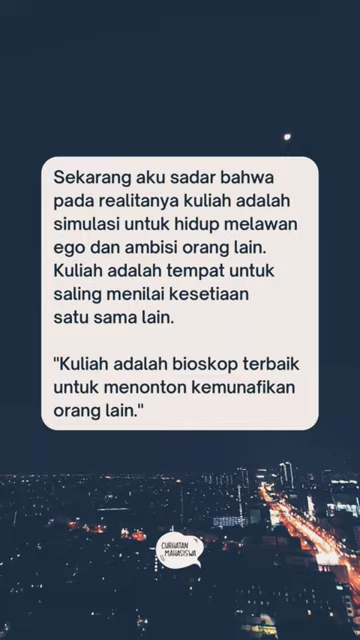 Sekarang aku sadar bahwa
pada realitanya kuliah adalah
simulasi untuk hidup melawan
ego dan ambisi orang lain.
Kuliah adalah tempat untuk
saling menilai kesetiaan
satu sama lain.
"Kuliah adalah bioskop terbaik
untuk menonton kemunafikan
orang lain."
CURHATAN
MAHASISWA